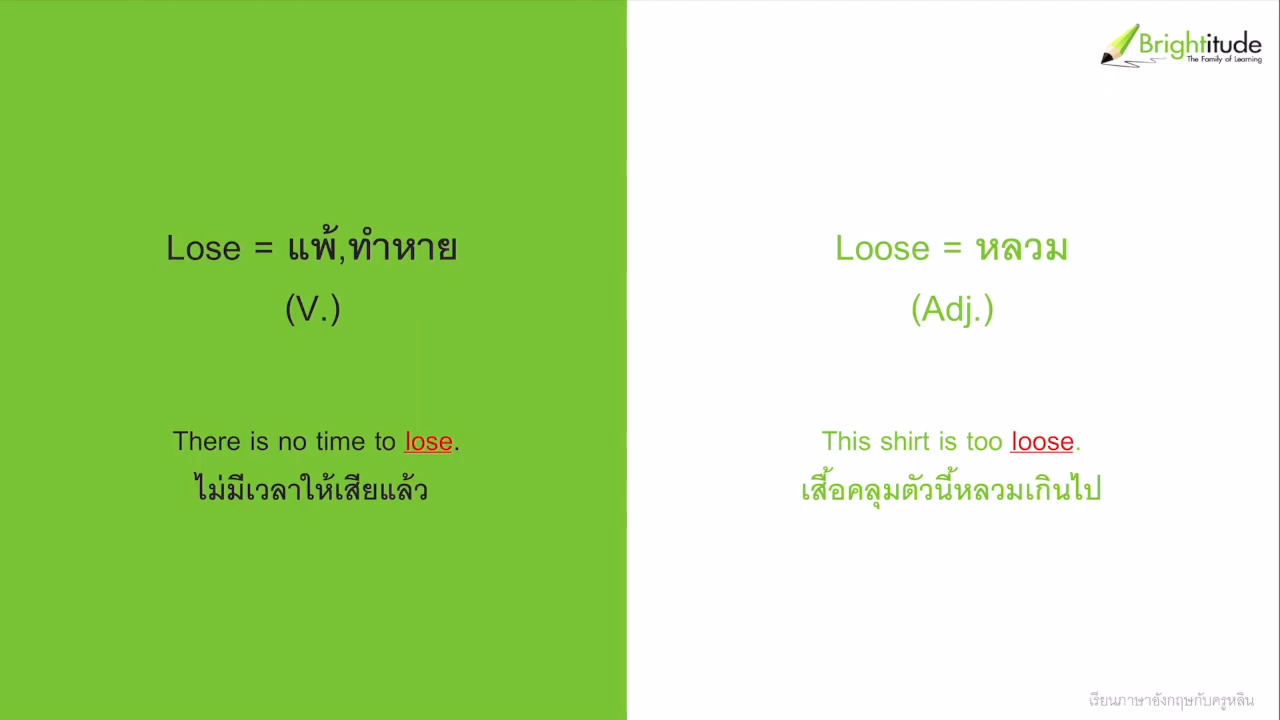 Brightitude
The Family of Learning
Lose = แพ้,ทำหาย
(V.)
There is no time to lose.
ไม่มีเวลาให้เสียแล้ว
Loose = หลวม
(Adj.)
This shirt is too loose.
เสื้อคลุมตัวนี้หลวมเกินไป
เรียนภาษาอังกฤษกับครูหลิน